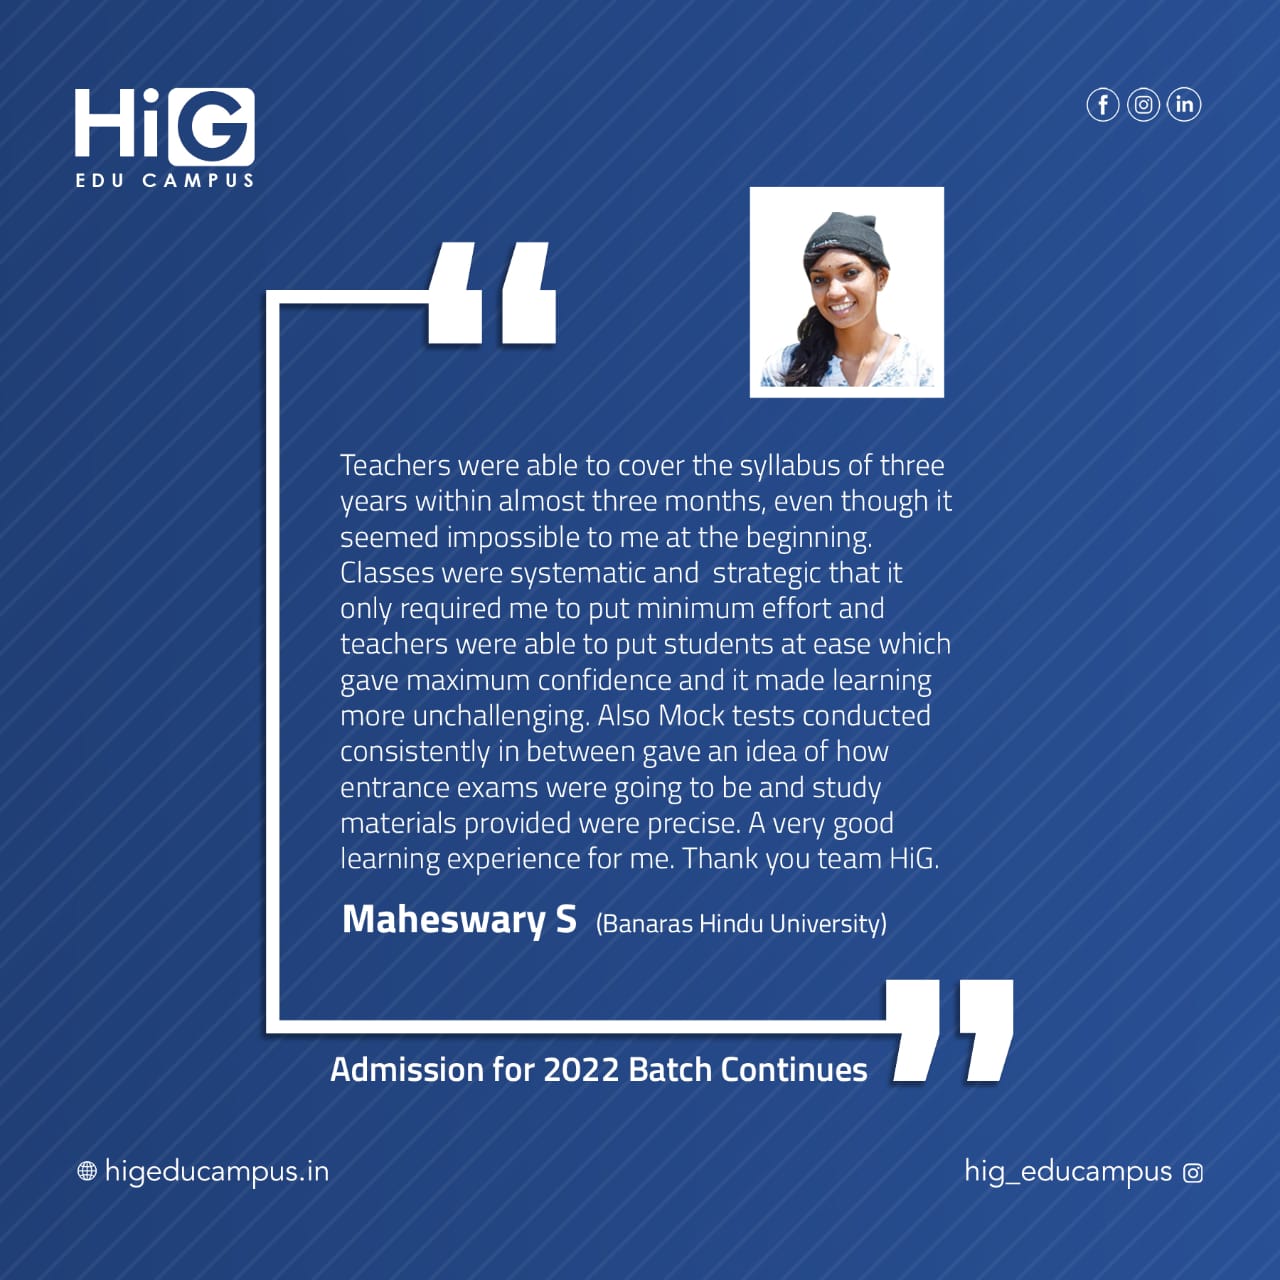 HiG
EDU CAMPUS
Teachers were able to cover the syllabus of three
years within almost three months, even though it
seemed impossible to me at the beginning.
Classes were systematic and  strategic that it
only required me to put minimum effort and
teachers were able to put students at ease which
gave maximum confidence and it made learning
more unchallenging. Also Mock tests conducted
consistently in between gave an idea of how
entrance exams were going to be and study
materials provided were precise. A very good
learning experience for me. Thank you team HiG.
Maheswary S (Banaras Hindu University)
Admission for 2022 Batch Continues
higeducampus.in
hig_educampus